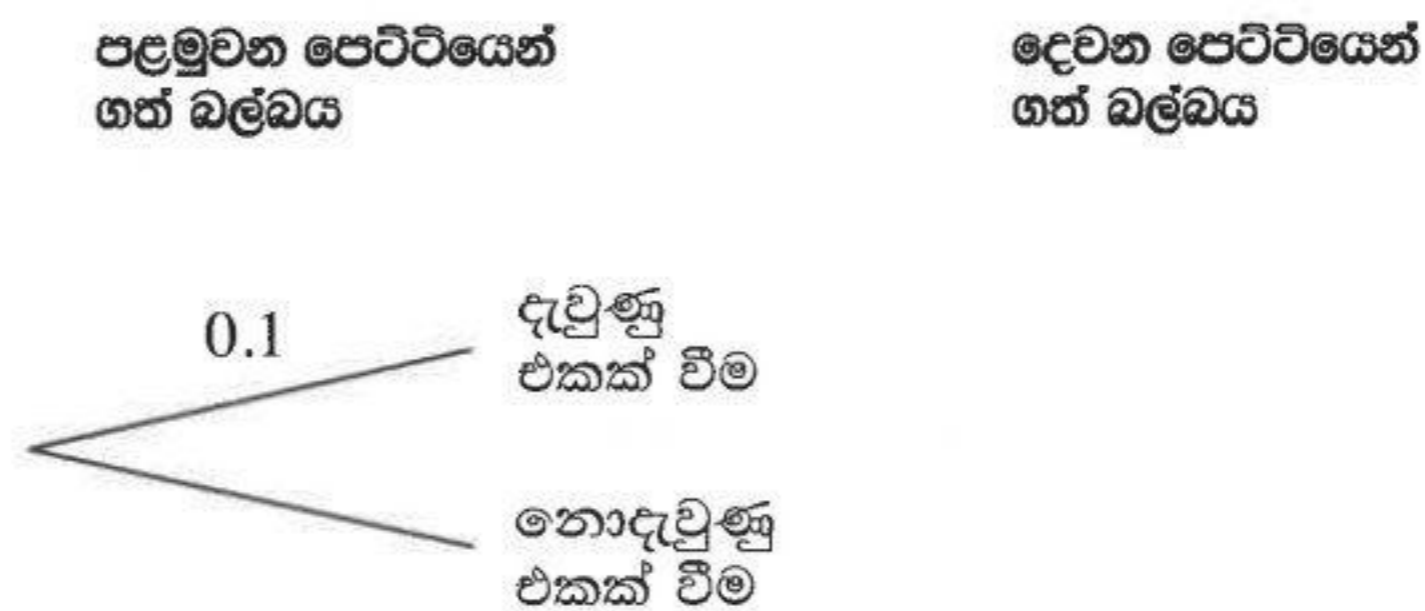 පළමුවන පෙට්ටියෙන්
ගත් බල්බය
දෙවන පෙට්ටියෙන්
ගත් බල්බය
0.1
දැවුණු
එකක් වීම
නොදැවුණු
එකක් වීම